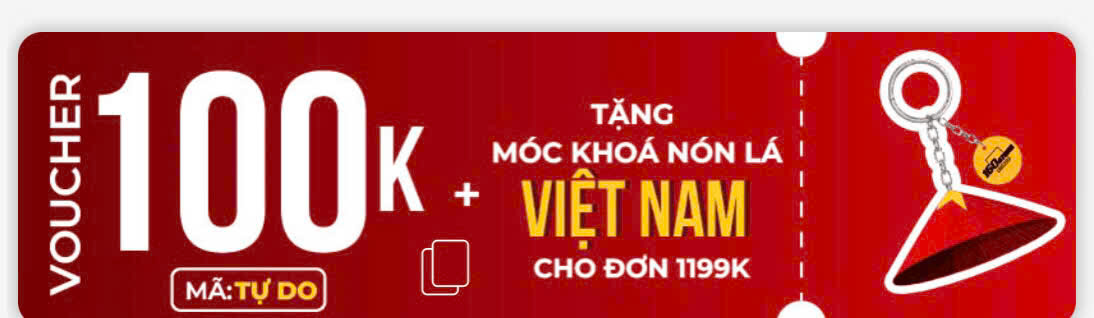 VOUCHER
100K
MÃ: TỰ DO
+
TẶNG
MÓC KHOÁ NÓN LÁ
VIỆT NAM
CHO ĐƠN 1199K